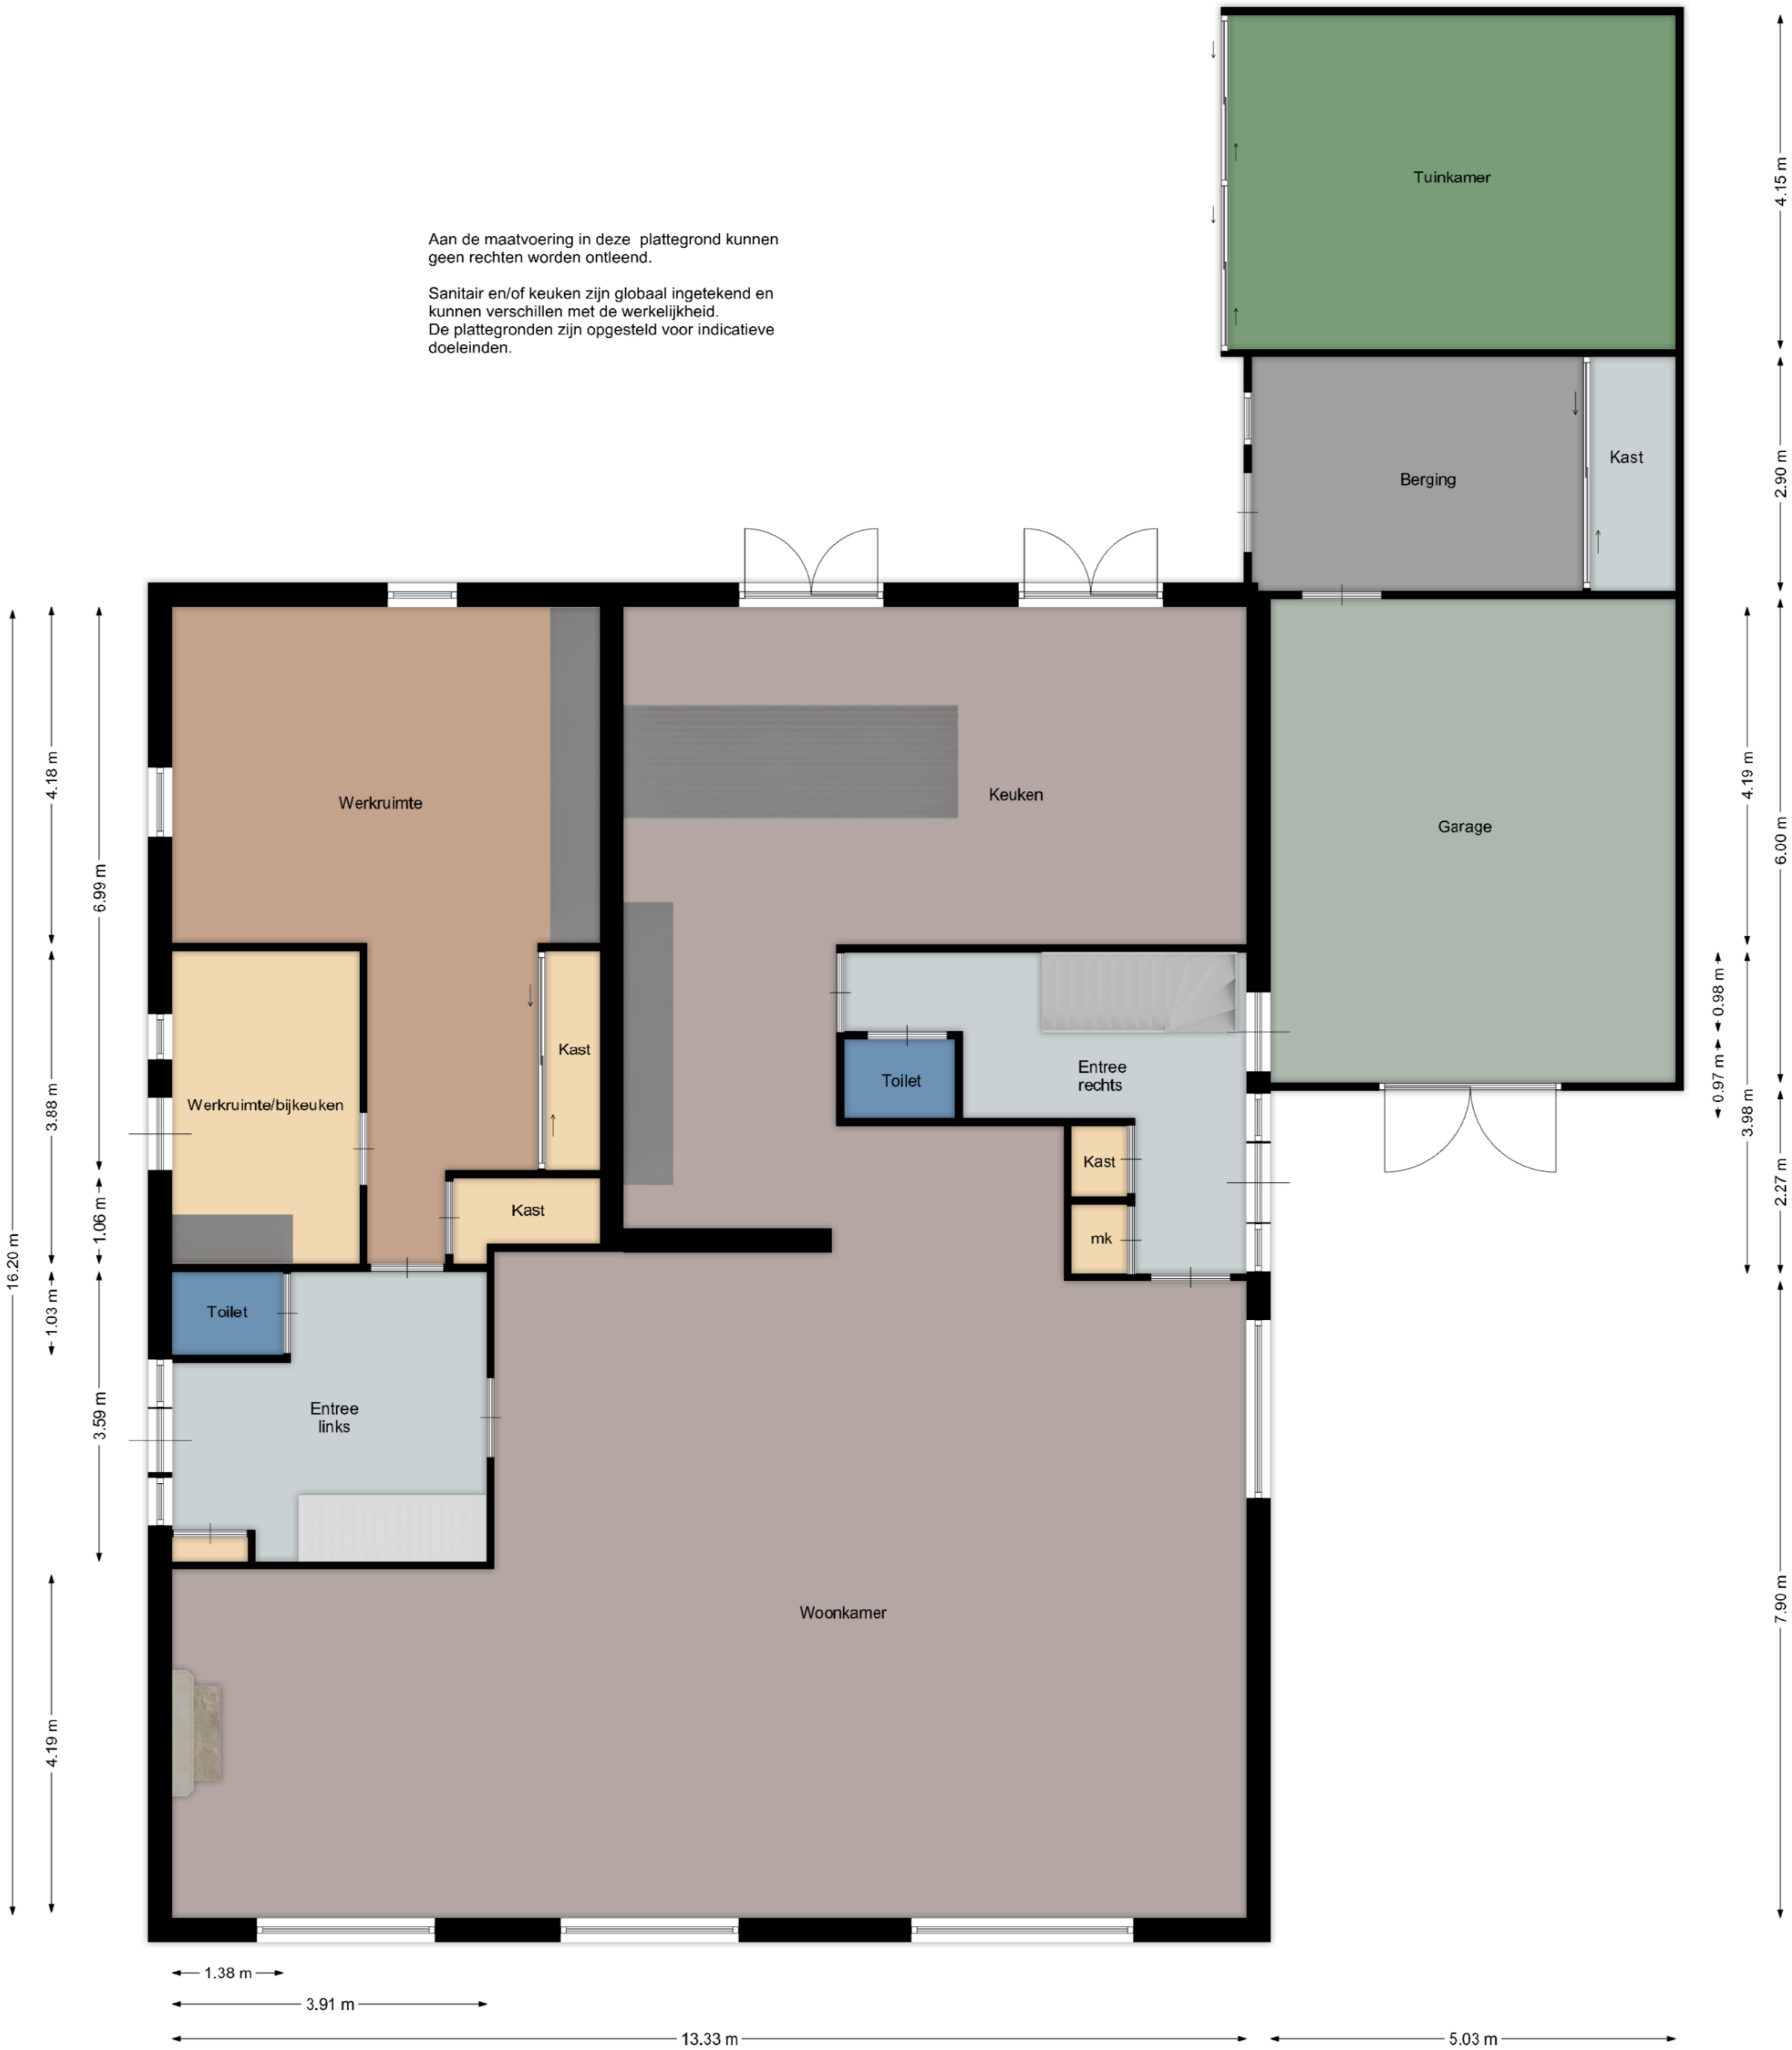 Tuinkamer
4.15 m
Aan de maatvoering in deze  plattegrond kunnen
geen rechten worden ontleend.
Sanitair en/of keuken zijn globaal ingetekend en
kunnen verschillen met de werkelijkheid.
De plattegronden zijn opgesteld voor indicatieve
doeleinden.
Kast
Berging
2.90 m
Werkruimte
Keuken
Garage
4.18 m
6.99 m
4.19 m
6.00 m
Kast
Entree
rechts
Toilet
Werkruimte/bijkeuken
3.88 m
0.98 m
0.97 m
3.98 m
Kast
Kast
mk
2.27 m
1.06 m
16.20 m
Toilet
1.03 m
Entree
links
3.59 m
Woonkamer
7.90 m
4.19 m
1.38 m
3.91 m
13.33 m
5.03 m